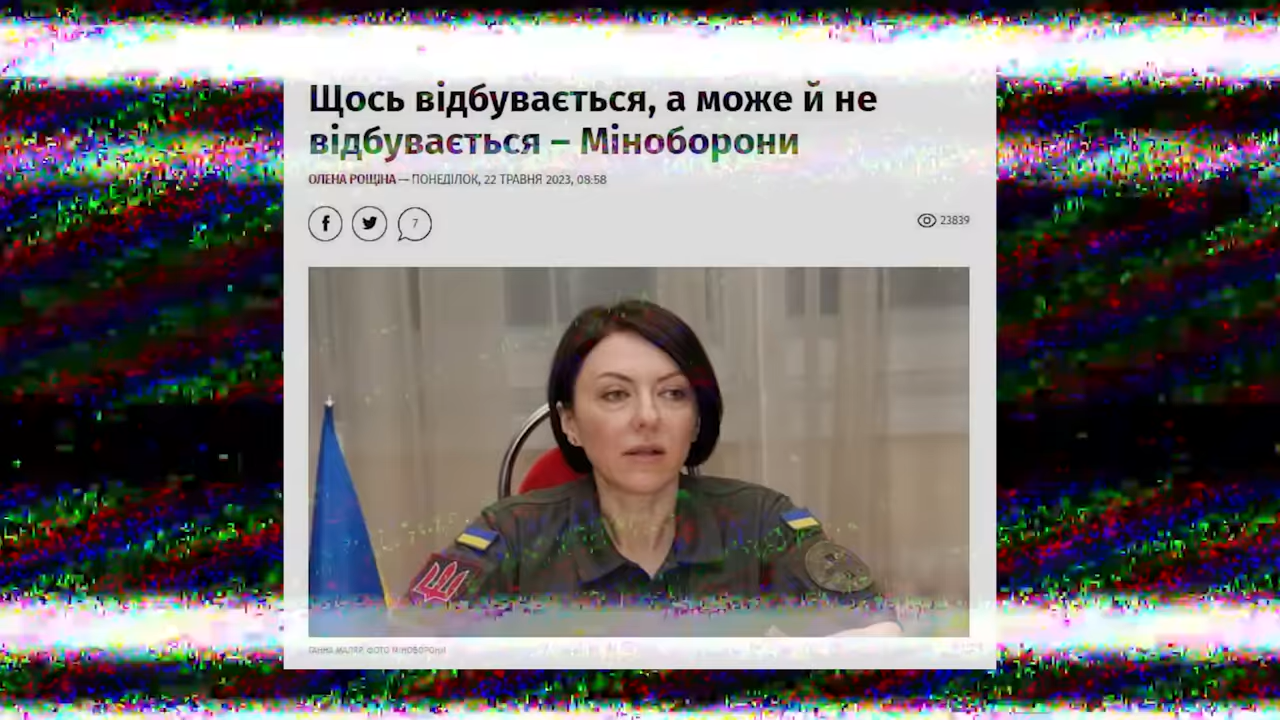 Щось відбувається, а може й не
відбувається – Міноборони
ОЛЕНА РОЩІНА — ПОНЕДІЛОК, 22 ТРАВНЯ 2023, 08:58
7
23839
ГАННА МАЛЯР. ФОТО МІНОБОРОНИ